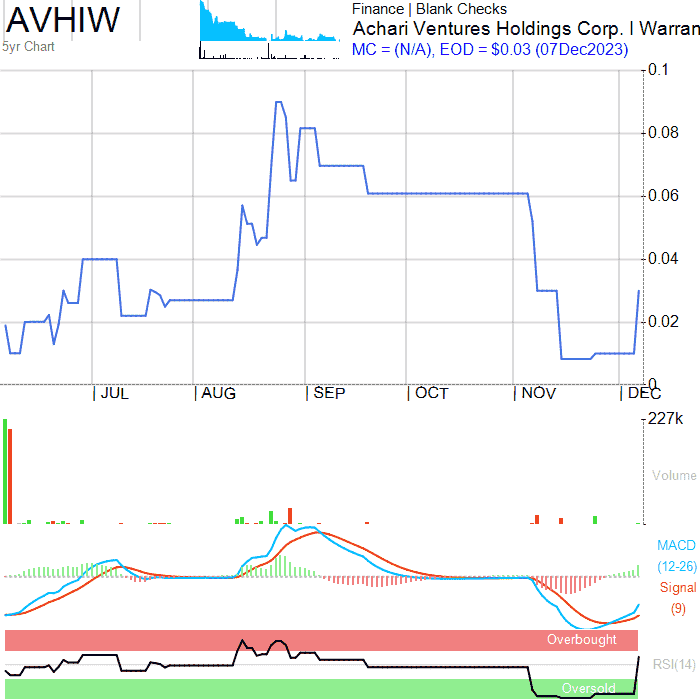 AVHIW
5yr Chart
Finance | Blank Checks
Achari Ventures Holdings Corp. I Warran
MC = (N/A), EOD = $0.03 (07Dec2023)
0.1
0.08
0.06
0.04
0.02
0
JUL AUG SEP OCT NOV DEC
227k
Volume
MACD
(12-26)
Signal
(9)
Overbought
RSI(14)
Oversold